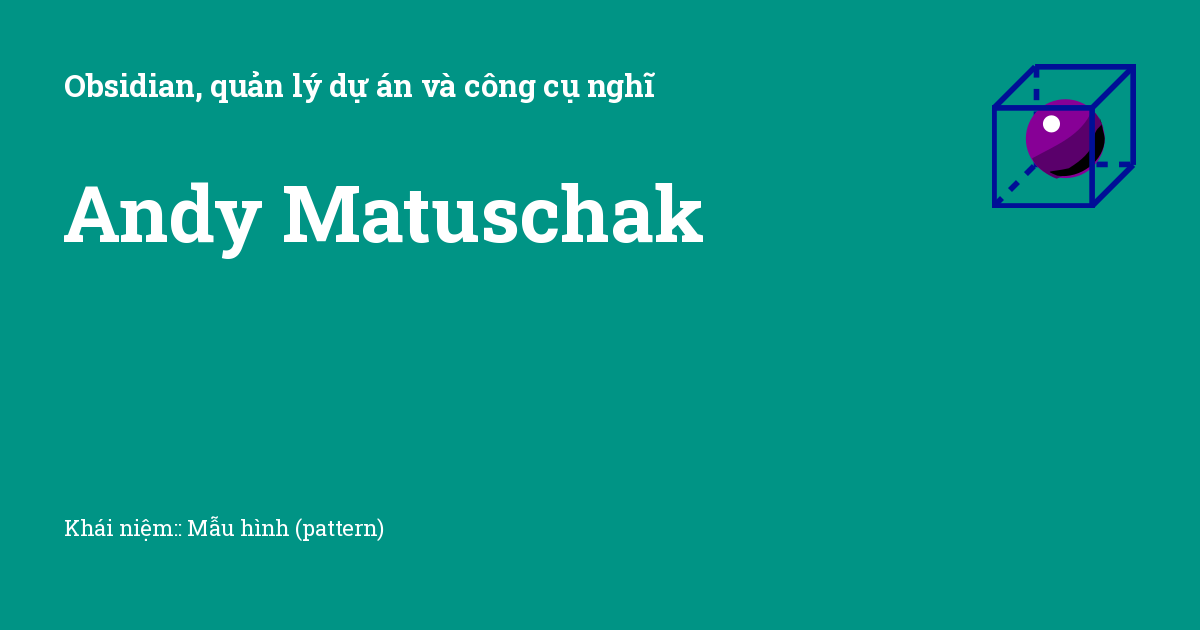 Obsidian, quản lý dự án và công cụ nghĩ
Andy Matuschak
Khái niệm:: Mẫu hình (pattern)